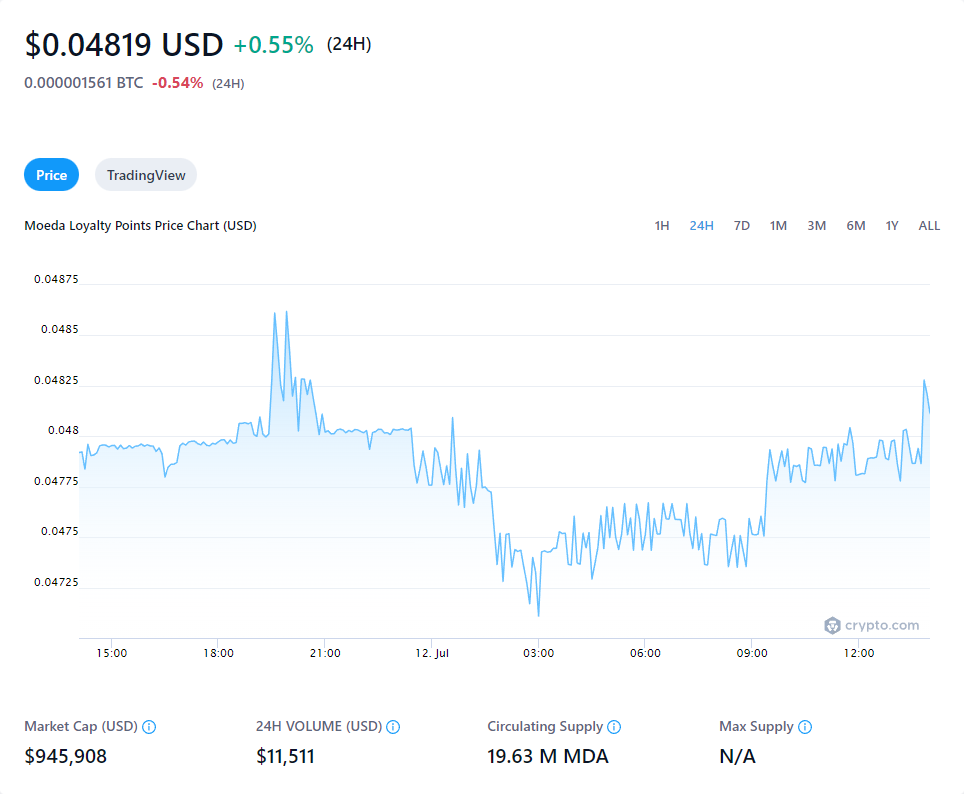 $0.04819 USD +0.55% (24H)
0.000001561 BTC -0.54% (24H)
Price TradingView
Moeda Loyalty Points Price Chart (USD) 1H 24H 7D 1M 3M 6M 1Y ALL
0.04875
0.0485
0.04825
0.048
0.04775
0.0475
0.04725
crypto.com
15:00 18:00 21:00 12. Jul 03:00 06:00 09:00 12:00
Market Cap (USD) 24H VOLUME (USD) Circulating Supply Max Supply
$945,908 $11,511 19.63 M MDA N/A